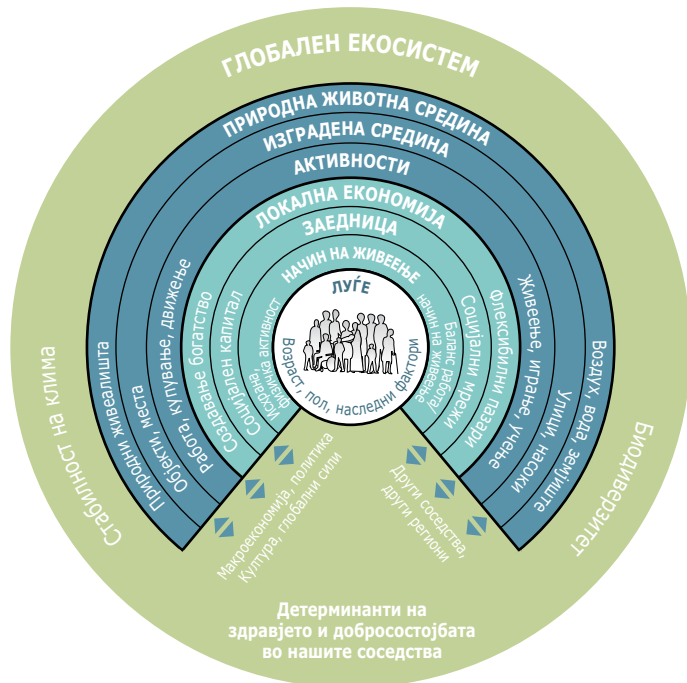 ГЛОБАЛЕН ЕКОСИСТЕМ
ПРИРОДНА ЖИВОТНА СРЕДИНА
ИЗГРАДЕНА СРЕДИНА
АКТИВНОСТИ
ЛОКАЛНА ЕКОНОМИЈА
ЗАЕДНИЦА
НАЧИН НА ЖИВЕЕЊЕ
ЛУЃЕ
Возраст, пол, наследни фактори
Стабилност на клима
Природни живеалишта
Објекти, места
Работа, купување, движење
Создавање богатство
Социјален капитал
Исхрана,
физичка активност
Баланс работа/
начин на живеење
Социјални мрежи
Флексибилни пазари
Живеење, играње, учење
Улици, насоки
Воздух, вода, земјиште
Биодиверзитет
Макроекономија, политика
Култура, глобални сили
Други соседства,
други региони
Детерминанти на
здравјето и добросостојбата
во нашите соседства